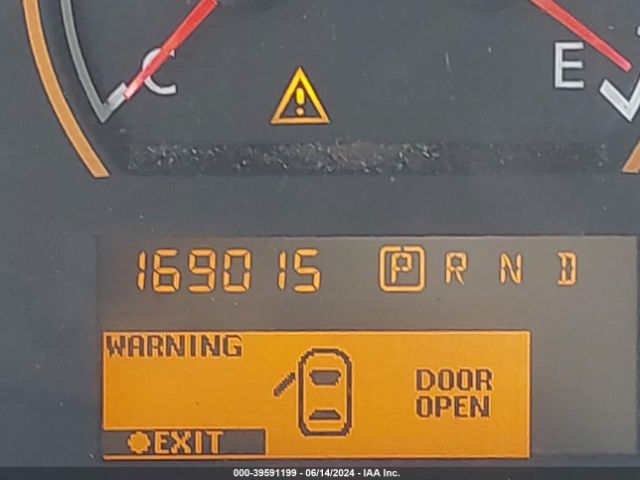 C E
169015 P R N D
WARNING
DOOR
OPEN
EXIT
000-39591199 - 06/14/2024 - IAA Inc.